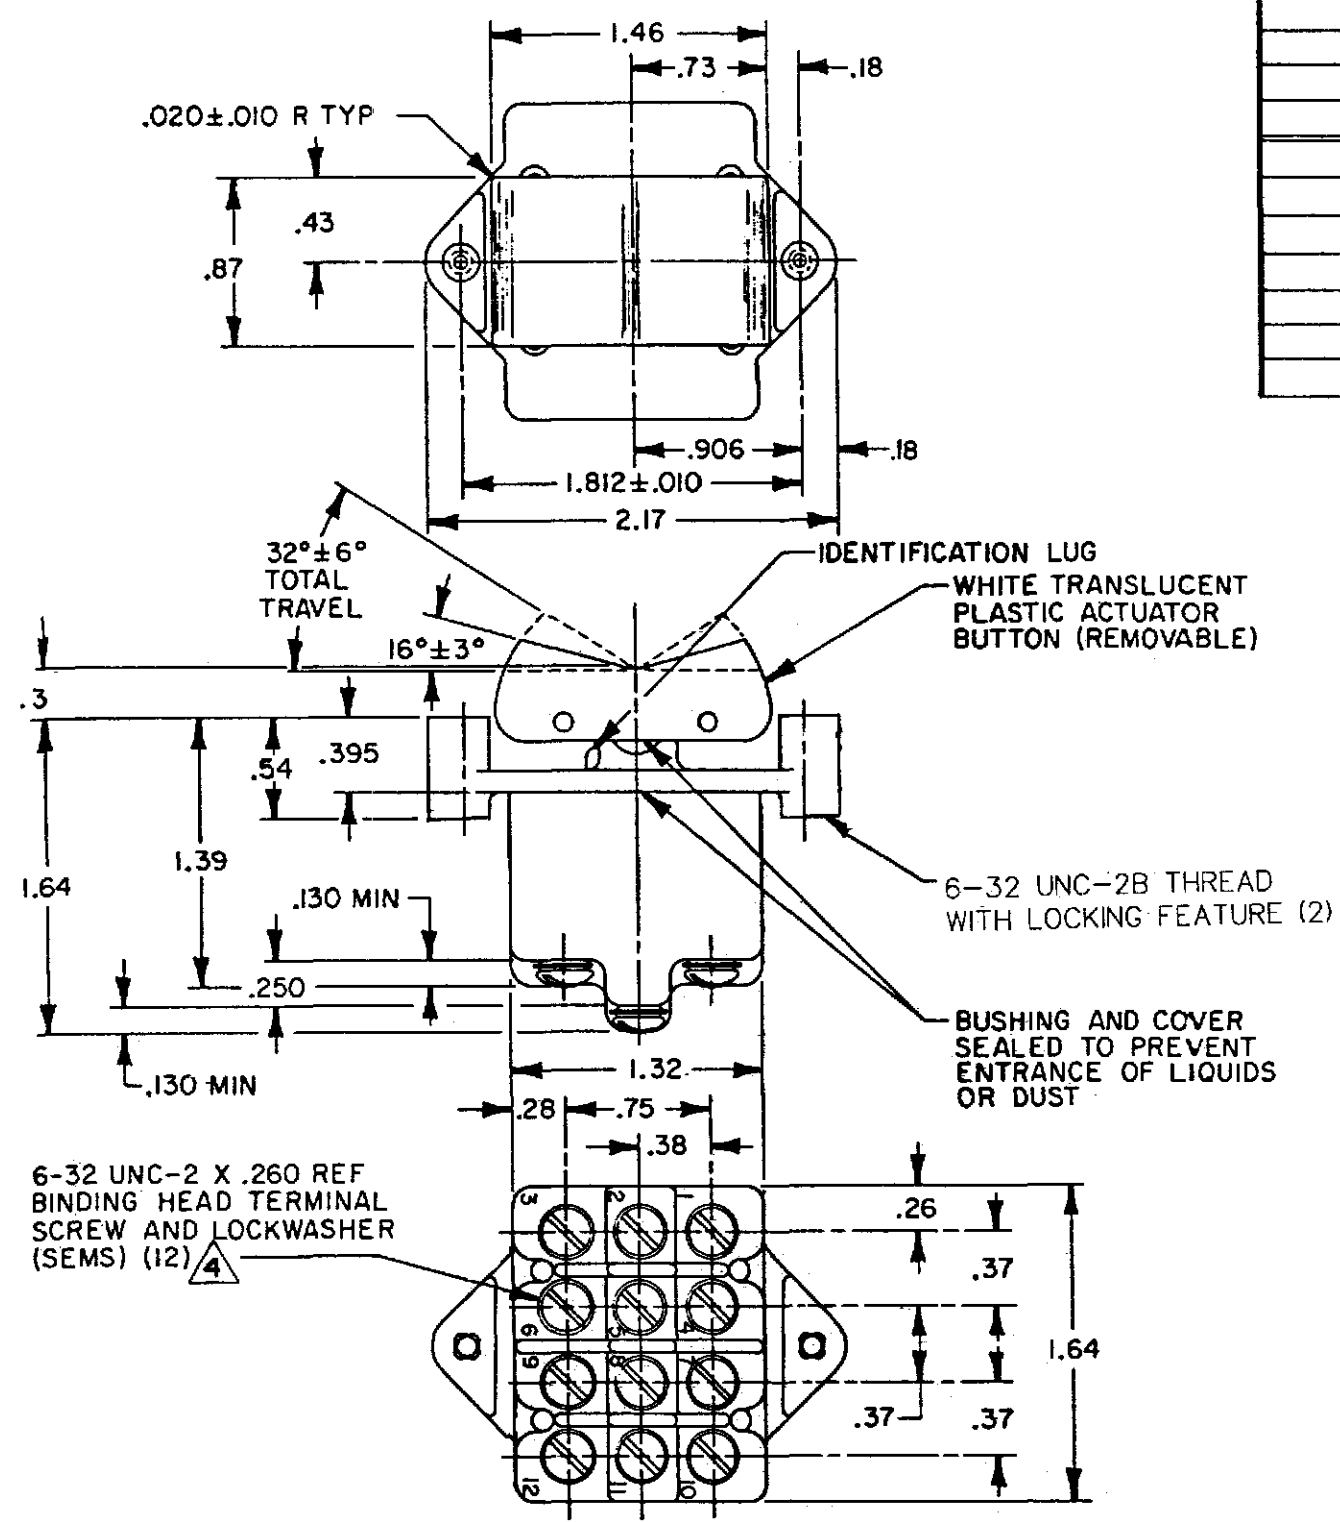 1.46
.73
.18
.020±.010 R TYP
.43
.87
.906
.18
1.812±.010
2.17
32°±6°
TOTAL
TRAVEL
IDENTIFICATION LUG
WHITE TRANSLUCENT
PLASTIC ACTUATOR
BUTTON (REMOVABLE)
16°±3°
.3
.395
.54
1.39
1.64
.130 MIN
6-32 UNC-2B THREAD
WITH LOCKING FEATURE (2)
.250
.130 MIN
BUSHING AND COVER
SEALED TO PREVENT
ENTRANCE OF LIQUIDS
OR DUST
1.32
.28
.75
.38
6-32 UNC-2 X .260 REF
BINDING HEAD TERMINAL
SCREW AND LOCKWASHER
(SEMS) (12) 4
.26
.37
1.64
.37
.37
3 2 1
6 5 4
9 8 7
12 11 10